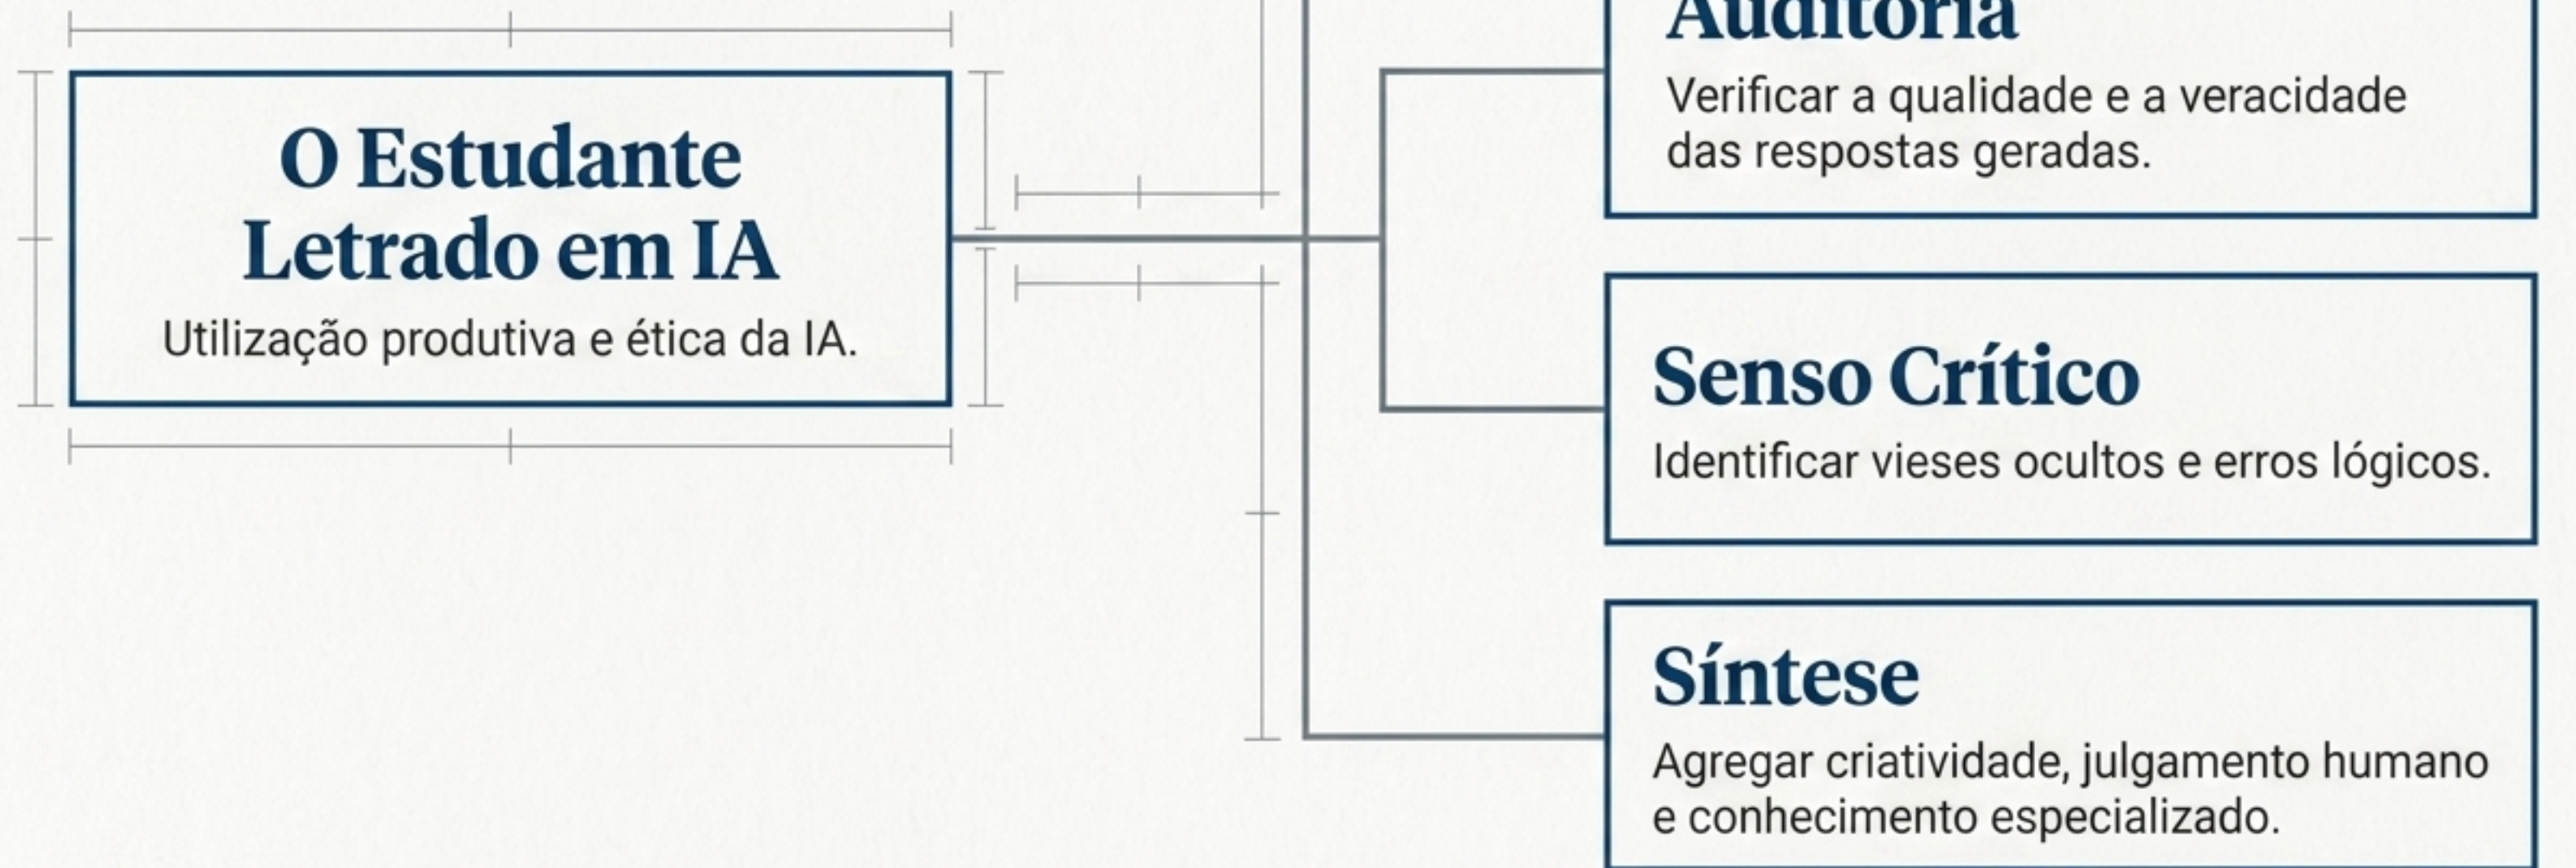 O Estudante
Letrado em IA
Utilização produtiva e ética da IA.
Auditoria
Verificar a qualidade e a veracidade
das respostas geradas.
Senso Crítico
Identificar vieses ocultos e erros lógicos.
Síntese
Agregar criatividade, julgamento humano
e conhecimento especializado.